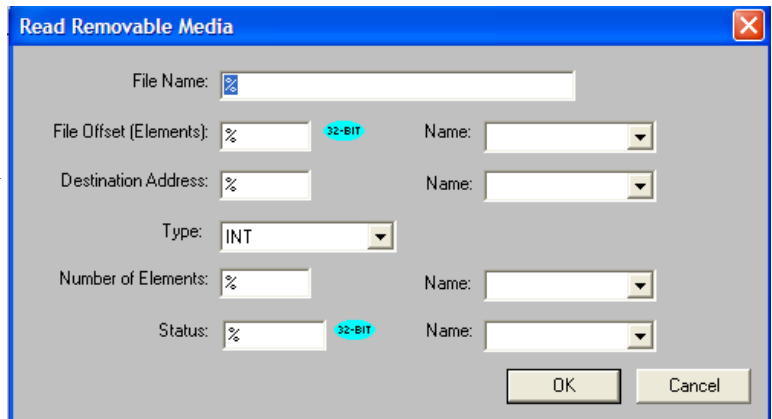 Read Removable Media
File Name: %
File Offset (Elements): % 32-BIT Name:
Destination Address: % Name:
Type: INT
Number of Elements: % Name:
Status: % 32-BIT Name:
OK Cancel